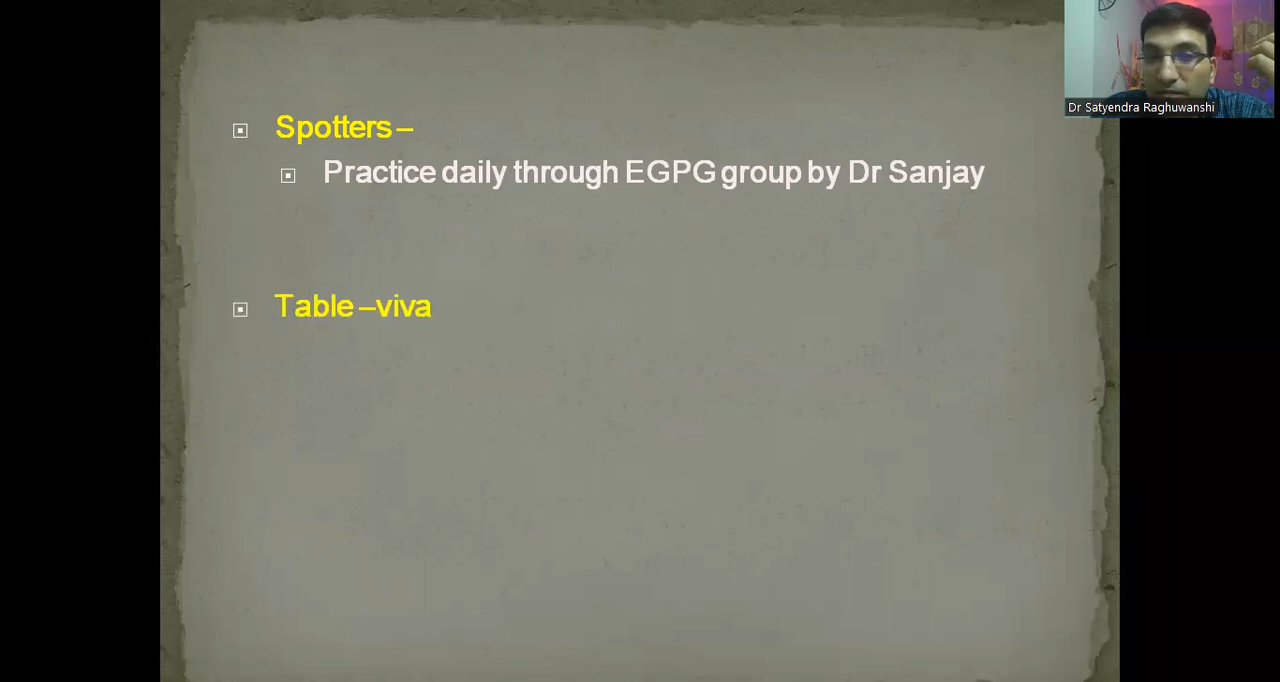 Dr Satyendra Raghuwanshi
Spotters –
Practice daily through EGPG group by Dr Sanjay
Table –viva